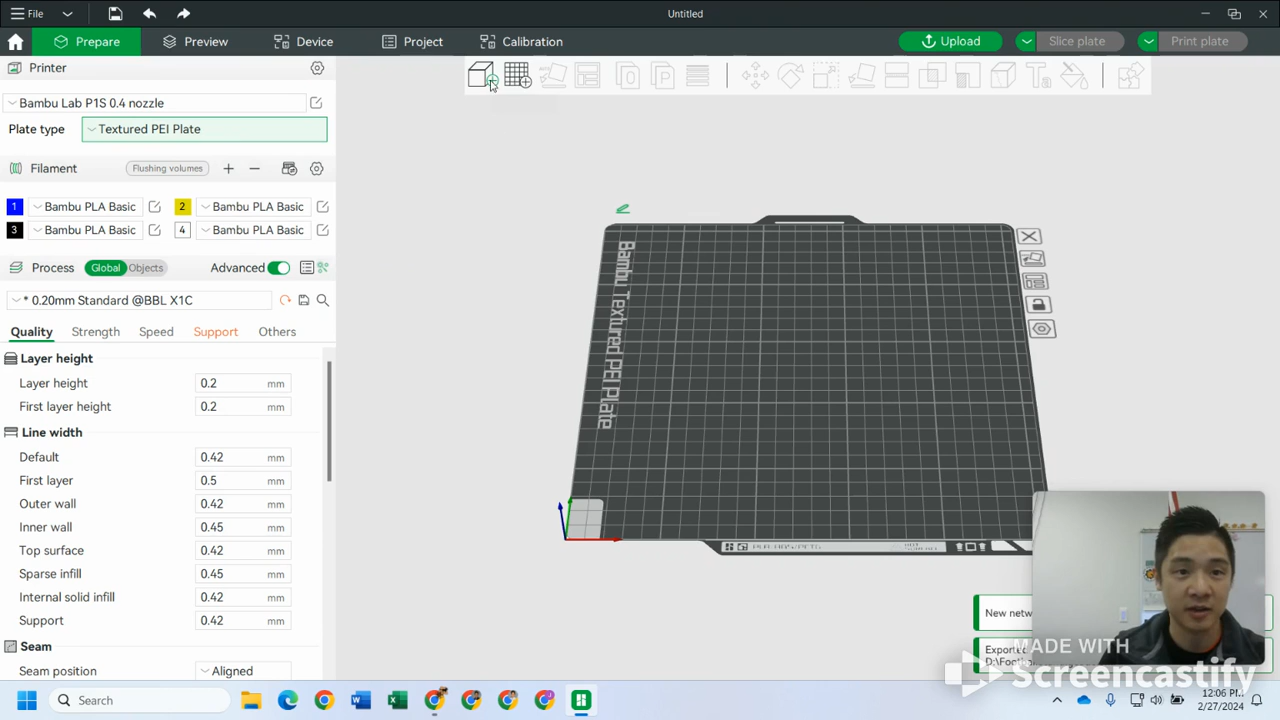 File
Untitled
Prepare
Preview
Device
Project
Calibration
Upload
Slice plate
Print plate
Printer
Bambu Lab P1S 0.4 nozzle
Plate type
Textured PEI Plate
Filament
Flushing volumes
1 Bambu PLA Basic
2 Bambu PLA Basic
3 Bambu PLA Basic
4 Bambu PLA Basic
Process
Global
Objects
Advanced
* 0.20mm Standard @BBL X1C
Quality
Strength
Speed
Support
Others
Layer height
Layer height 0.2 mm
First layer height 0.2 mm
Line width
Default 0.42 mm
First layer 0.5 mm
Outer wall 0.42 mm
Inner wall 0.45 mm
Top surface 0.42 mm
Sparse infill 0.45 mm
Internal solid infill 0.42 mm
Support 0.42 mm
Seam
Seam position Aligned
Bambu Textured PEI Plate
New netw
Exported
MADE WITH
Screencastify
Search
12:06 PM
2/27/2024